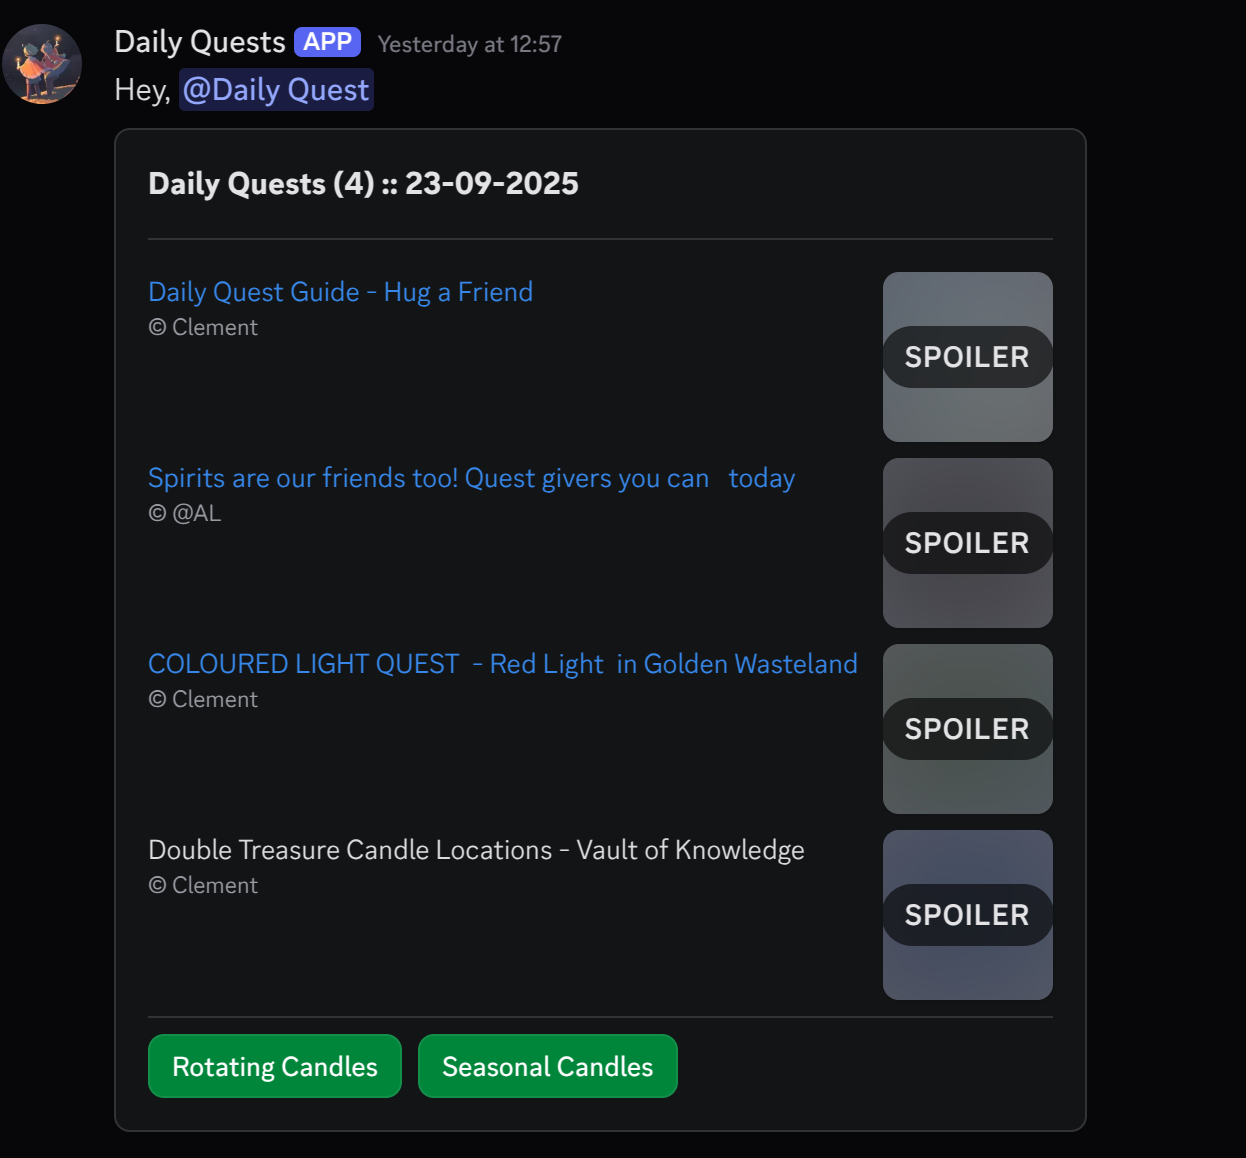 Daily Quests APP Yesterday at 12:57
Hey, @Daily Quest
Daily Quests (4) :: 23-09-2025
Daily Quest Guide - Hug a Friend
© Clement
SPOILER
Spirits are our friends too! Quest givers you can today
© @AL
SPOILER
COLOURED LIGHT QUEST - Red Light in Golden Wasteland
© Clement
SPOILER
Double Treasure Candle Locations - Vault of Knowledge
© Clement
SPOILER
Rotating Candles Seasonal Candles